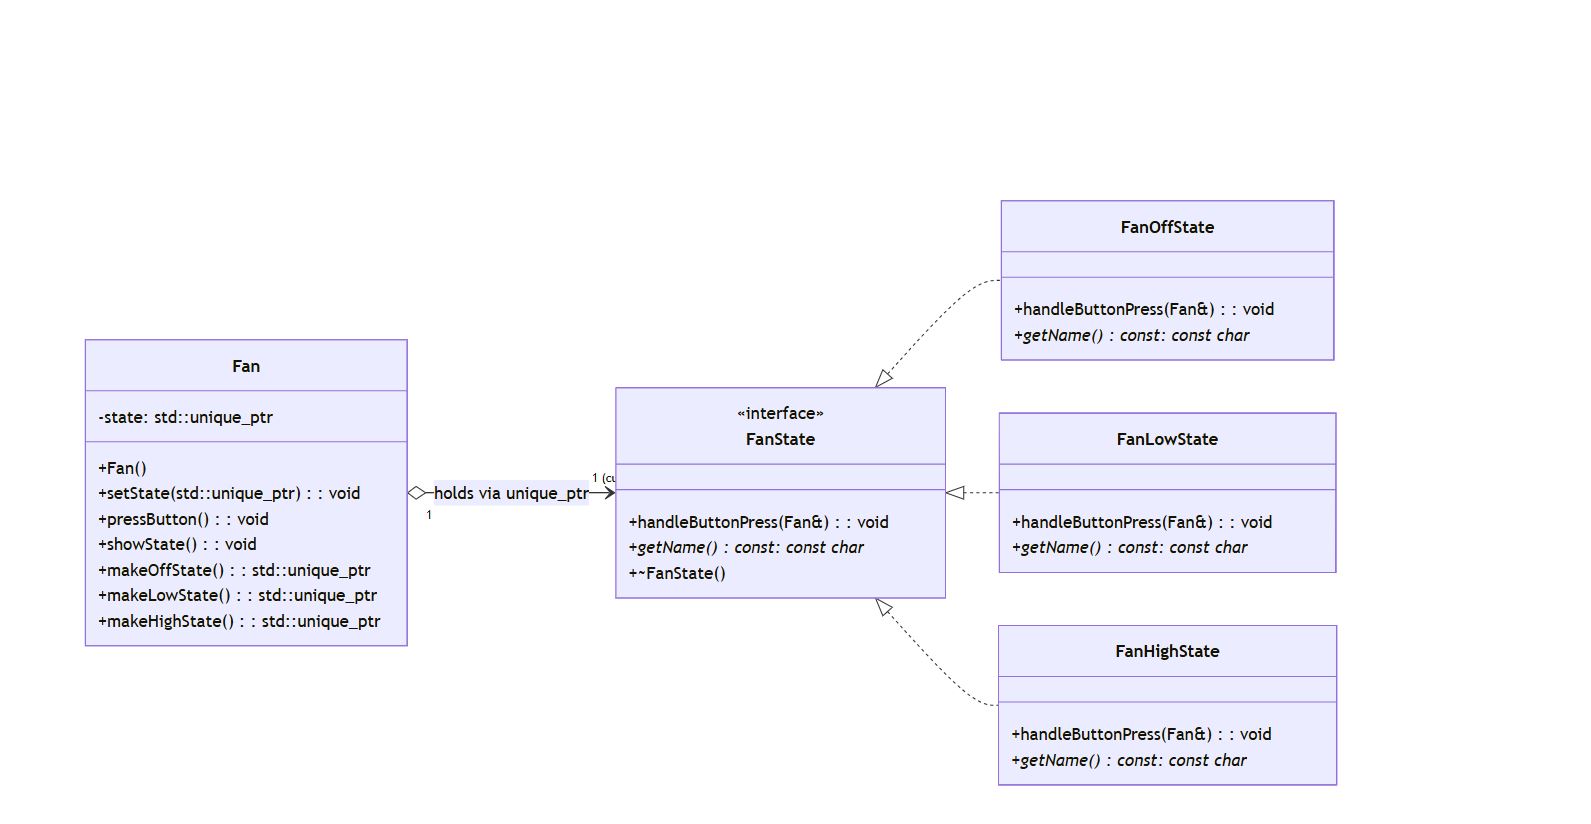 Fan
-state: std::unique_ptr
+Fan()
+setState(std::unique_ptr) : : void
+pressButton() : : void
+showState() : : void
+makeOffState() : : std::unique_ptr
+makeLowState() : : std::unique_ptr
+makeHighState() : : std::unique_ptr
holds via unique_ptr
1
1 (cu
«interface»
FanState
+handleButtonPress(Fan&) : : void
+getName() : const: const char
+~FanState()
FanOffState
+handleButtonPress(Fan&) : : void
+getName() : const: const char
FanLowState
+handleButtonPress(Fan&) : : void
+getName() : const: const char
FanHighState
+handleButtonPress(Fan&) : : void
+getName() : const: const char